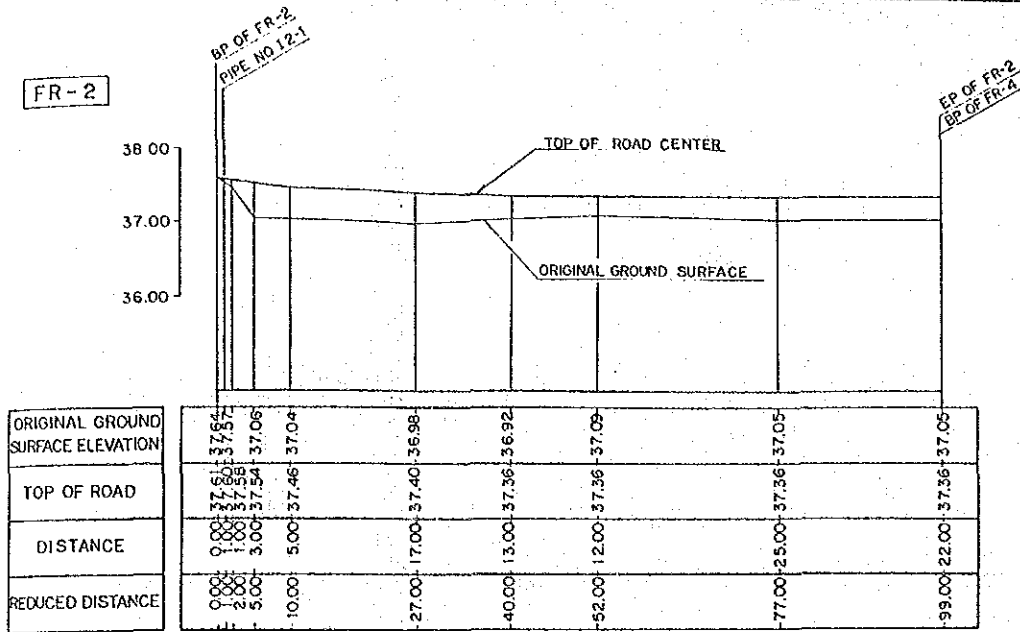 BP OF FR-2
PIPE NO 12-1
FR-2
EP OF FR-2
BP OF FR-4
38 00
TOP OF ROAD CENTER
37.00
ORIGINAL GROUND SURFACE
36.00
ORIGINAL GROUND SURFACE ELEVATION
37.64 37.57 37.06 37.04 36.98 36.92 37.09 37.05 37.05
TOP OF ROAD
37.61 37.60 37.58 37.54 37.46 37.40 37.36 37.36 37.36 37.36
DISTANCE
0.00 1.00 1.00 3.00 5.00 17.00 13.00 12.00 25.00 22.00
REDUCED DISTANCE
0.00 1.00 2.00 5.00 10.00 27.00 40.00 52.00 77.00 99.00